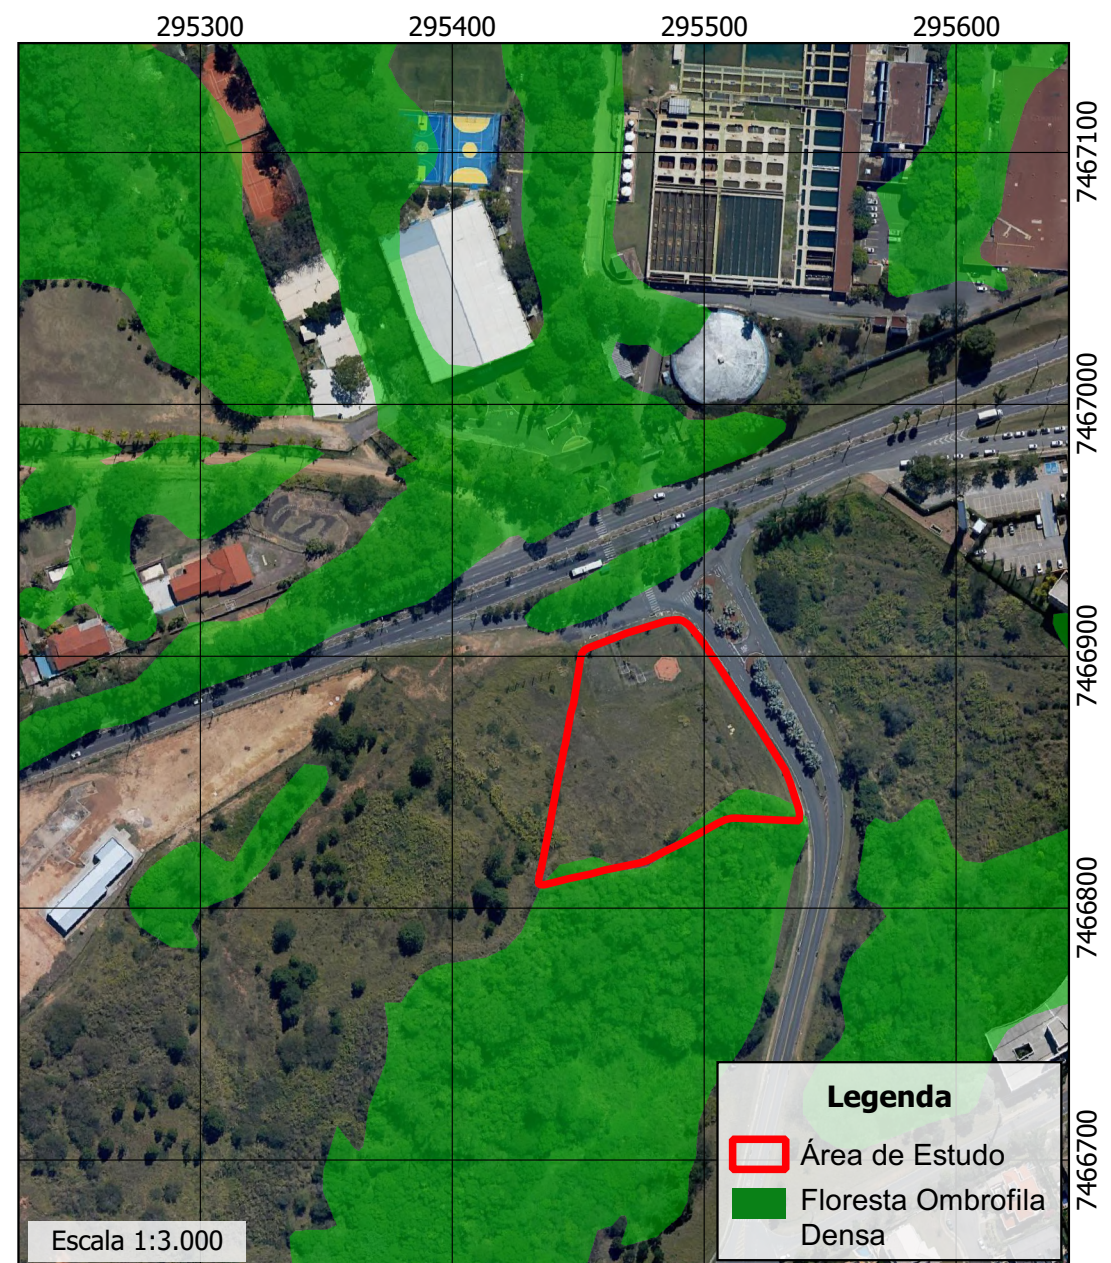 295300 295400 295500 295600
7467100
7467000
7466900
7466800
7466700
Legenda
Área de Estudo
Floresta Ombrofila
Densa
Escala 1:3.000